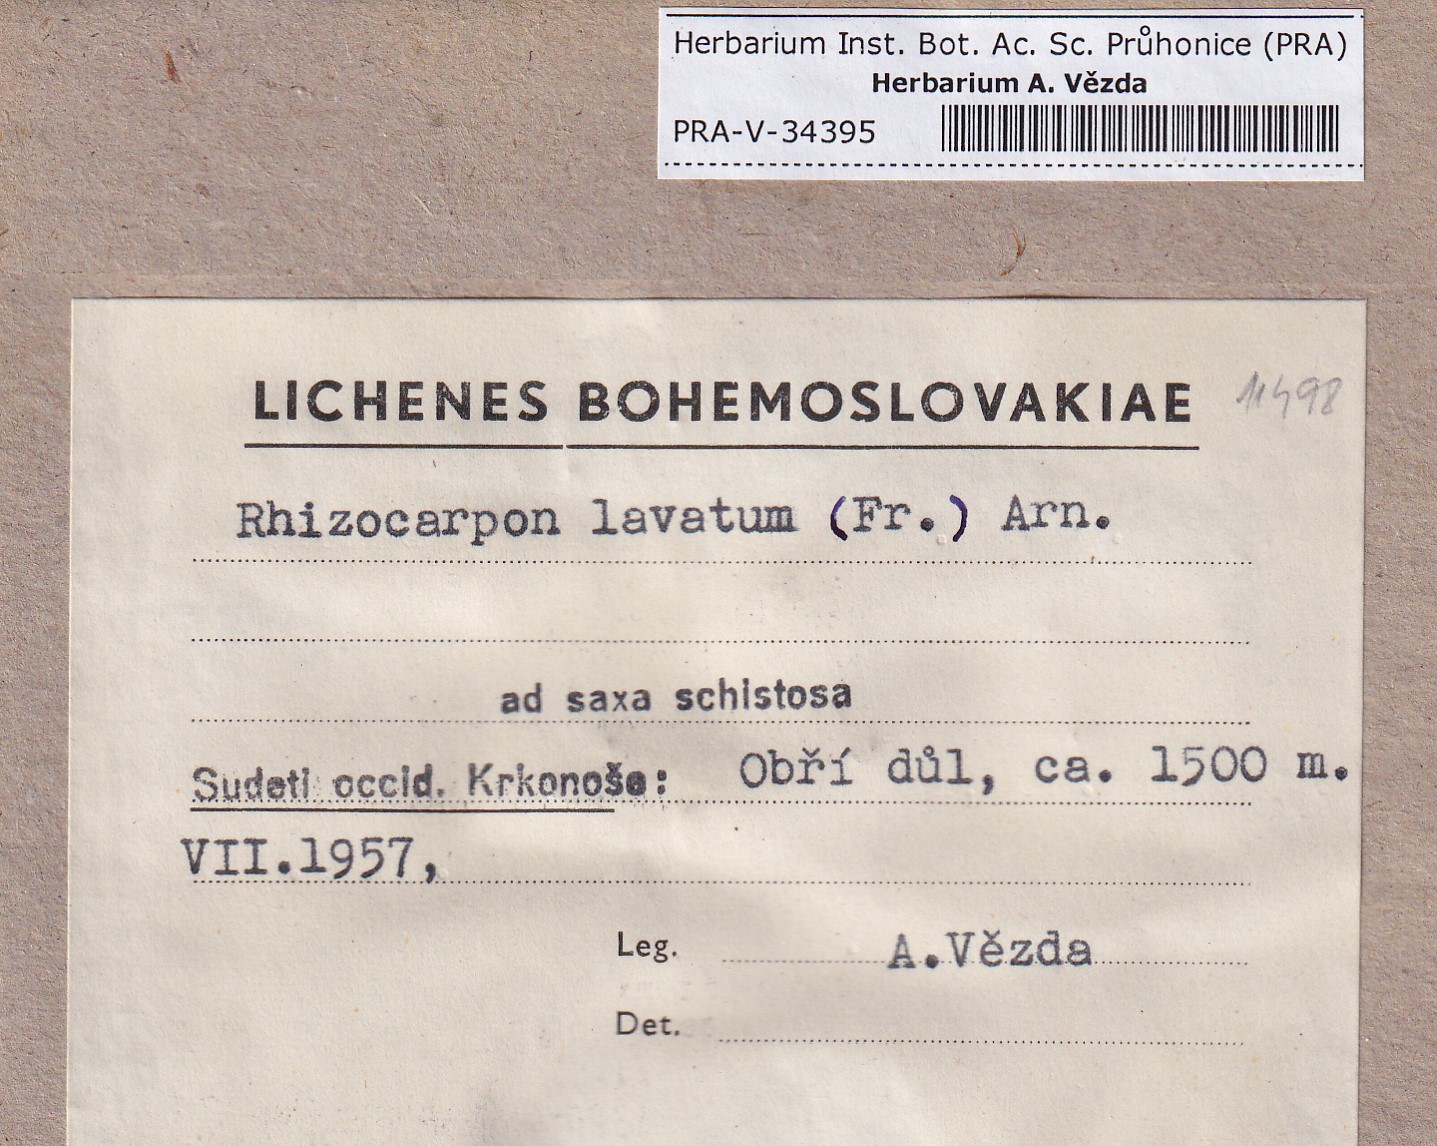 Herbarium Inst. Bot. Ac. Sc. Průhonice (PRA)
Herbarium A. Vězda
PRA-V-34395
LICHENES BOHEMOSLOVAKIAE
Rhizocarpon lavatum (Fr.) Arn.
ad saxa schistosa
Sudeti occid. Krkonoše: Obří důl, ca. 1500 m.
VII.1957,
Leg. A.Vězda
Det.